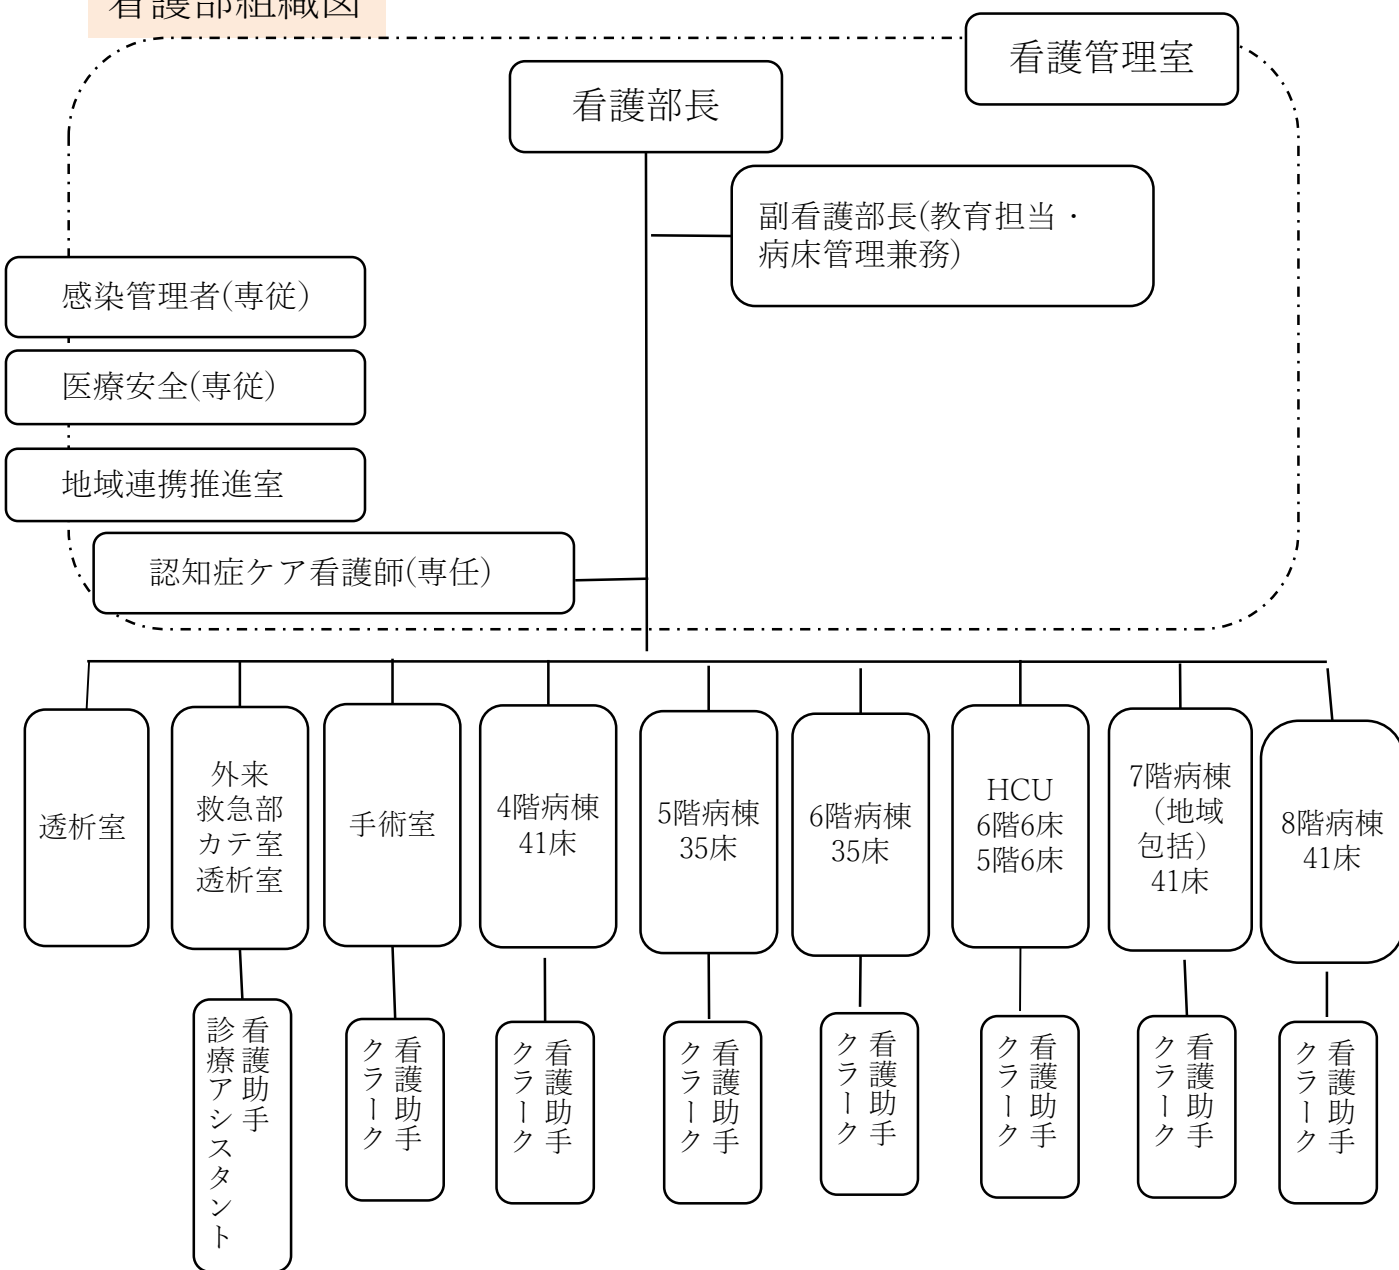 看護部組織図
看護管理室
看護部長
副看護部長(教育担当・
病床管理兼務)
感染管理者(専従)
医療安全(専従)
地域連携推進室
認知症ケア看護師(専任)
透析室
外来
救急部
カテ室
透析室
手術室
4階病棟
41床
5階病棟
35床
6階病棟
35床
HCU
6階6床
5階6床
7階病棟
（地域
包括）
41床
8階病棟
41床
看護助手
診療アシスタント
看護助手
クラーク
看護助手
クラーク
看護助手
クラーク
看護助手
クラーク
看護助手
クラーク
看護助手
クラーク
看護助手
クラーク